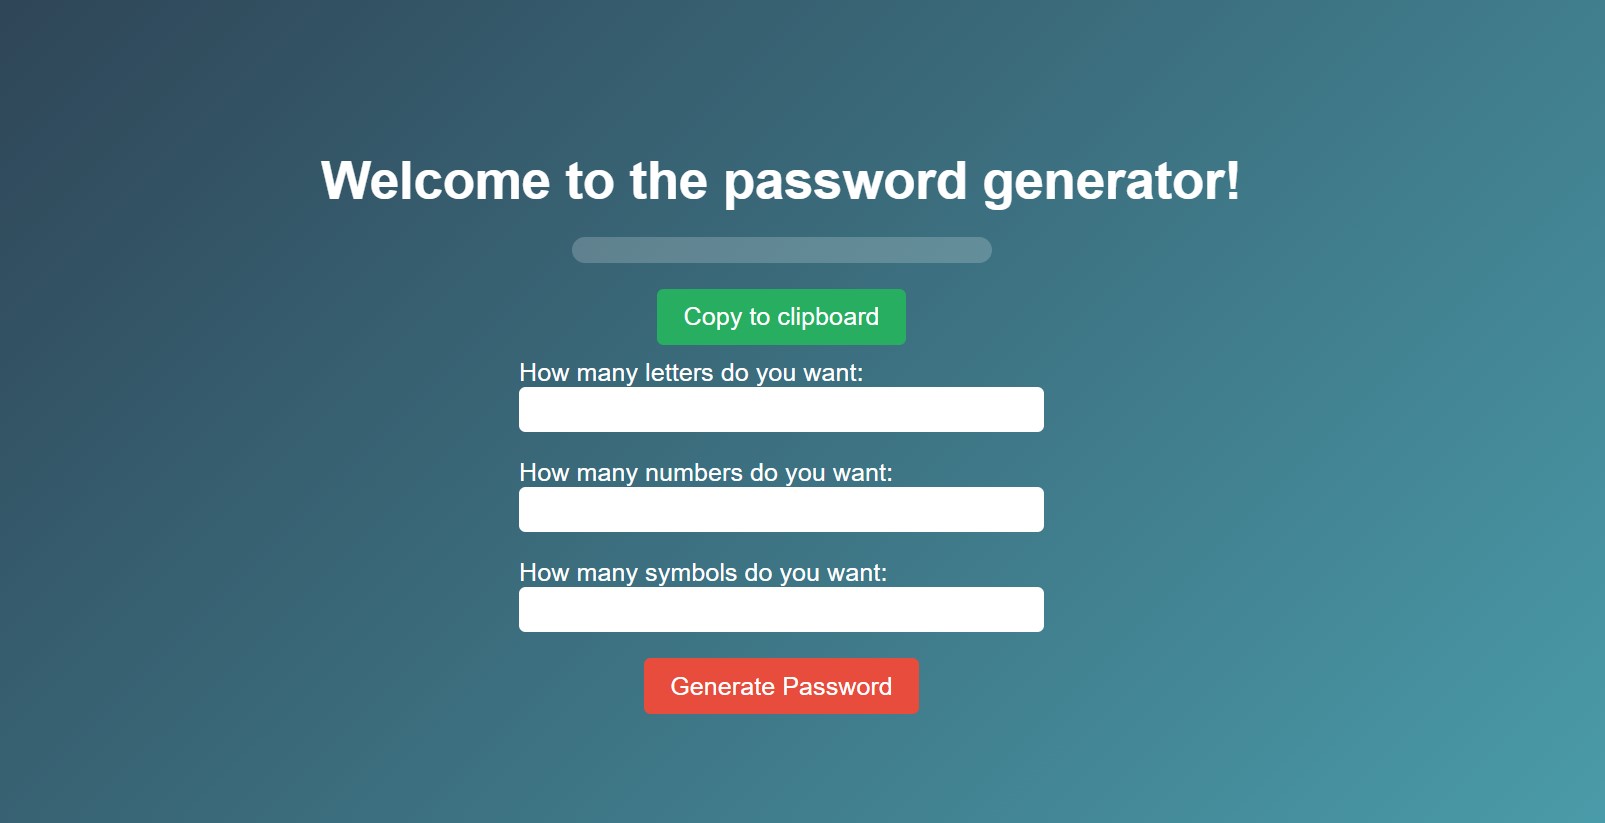 Welcome to the password generator!
Copy to clipboard
How many letters do you want:
How many numbers do you want:
How many symbols do you want:
Generate Password